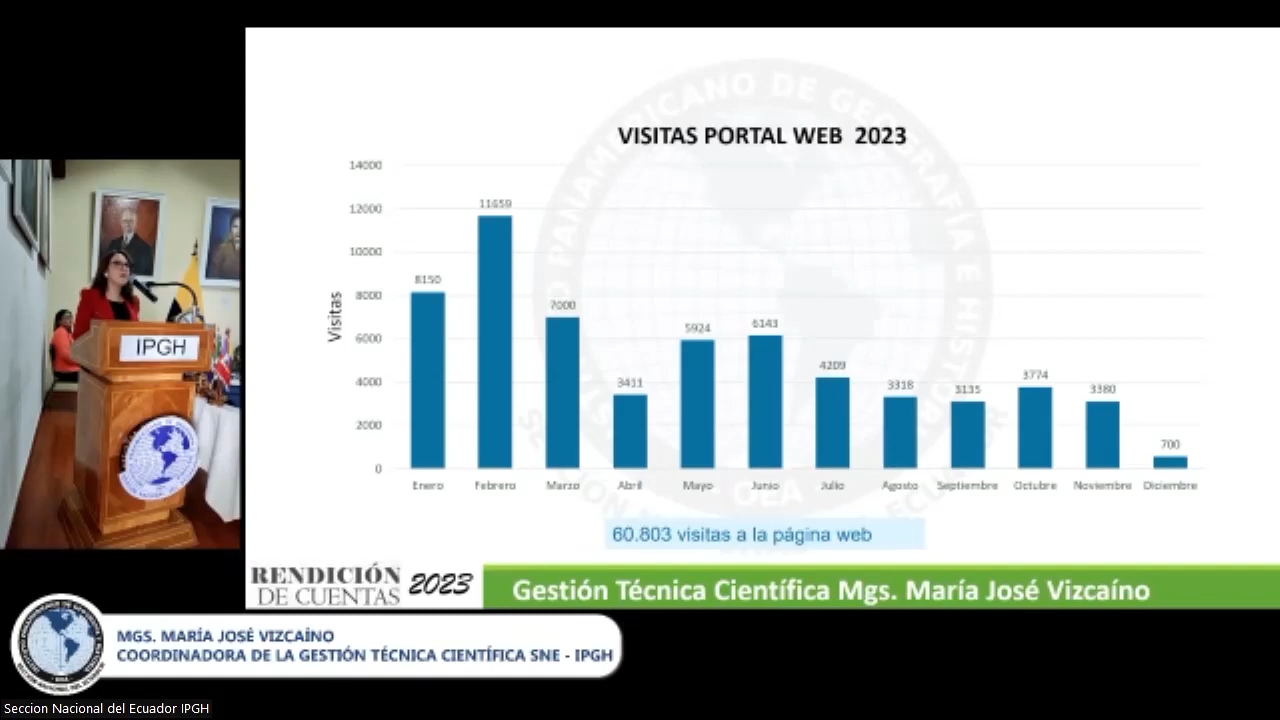 VISITAS PORTAL WEB 2023
Visitas
14000
12000
10000
8000
6000
4000
2000
0
8150
11659
7000
3411
5924
6143
4209
3318
3135
3774
3380
700
Enero
Febrero
Marzo
Abril
Mayo
Junio
Julio
Agosto
Septiembre
Octubre
Noviembre
Diciembre
60.803 visitas a la página web
IPGH
RENDICIÓN
DE CUENTAS 2023
Gestión Técnica Científica Mgs. María José Vizcaíno
MGS. MARÍA JOSÉ VIZCAÍNO
COORDINADORA DE LA GESTIÓN TÉCNICA CIENTÍFICA SNE - IPGH
Seccion Nacional del Ecuador IPGH